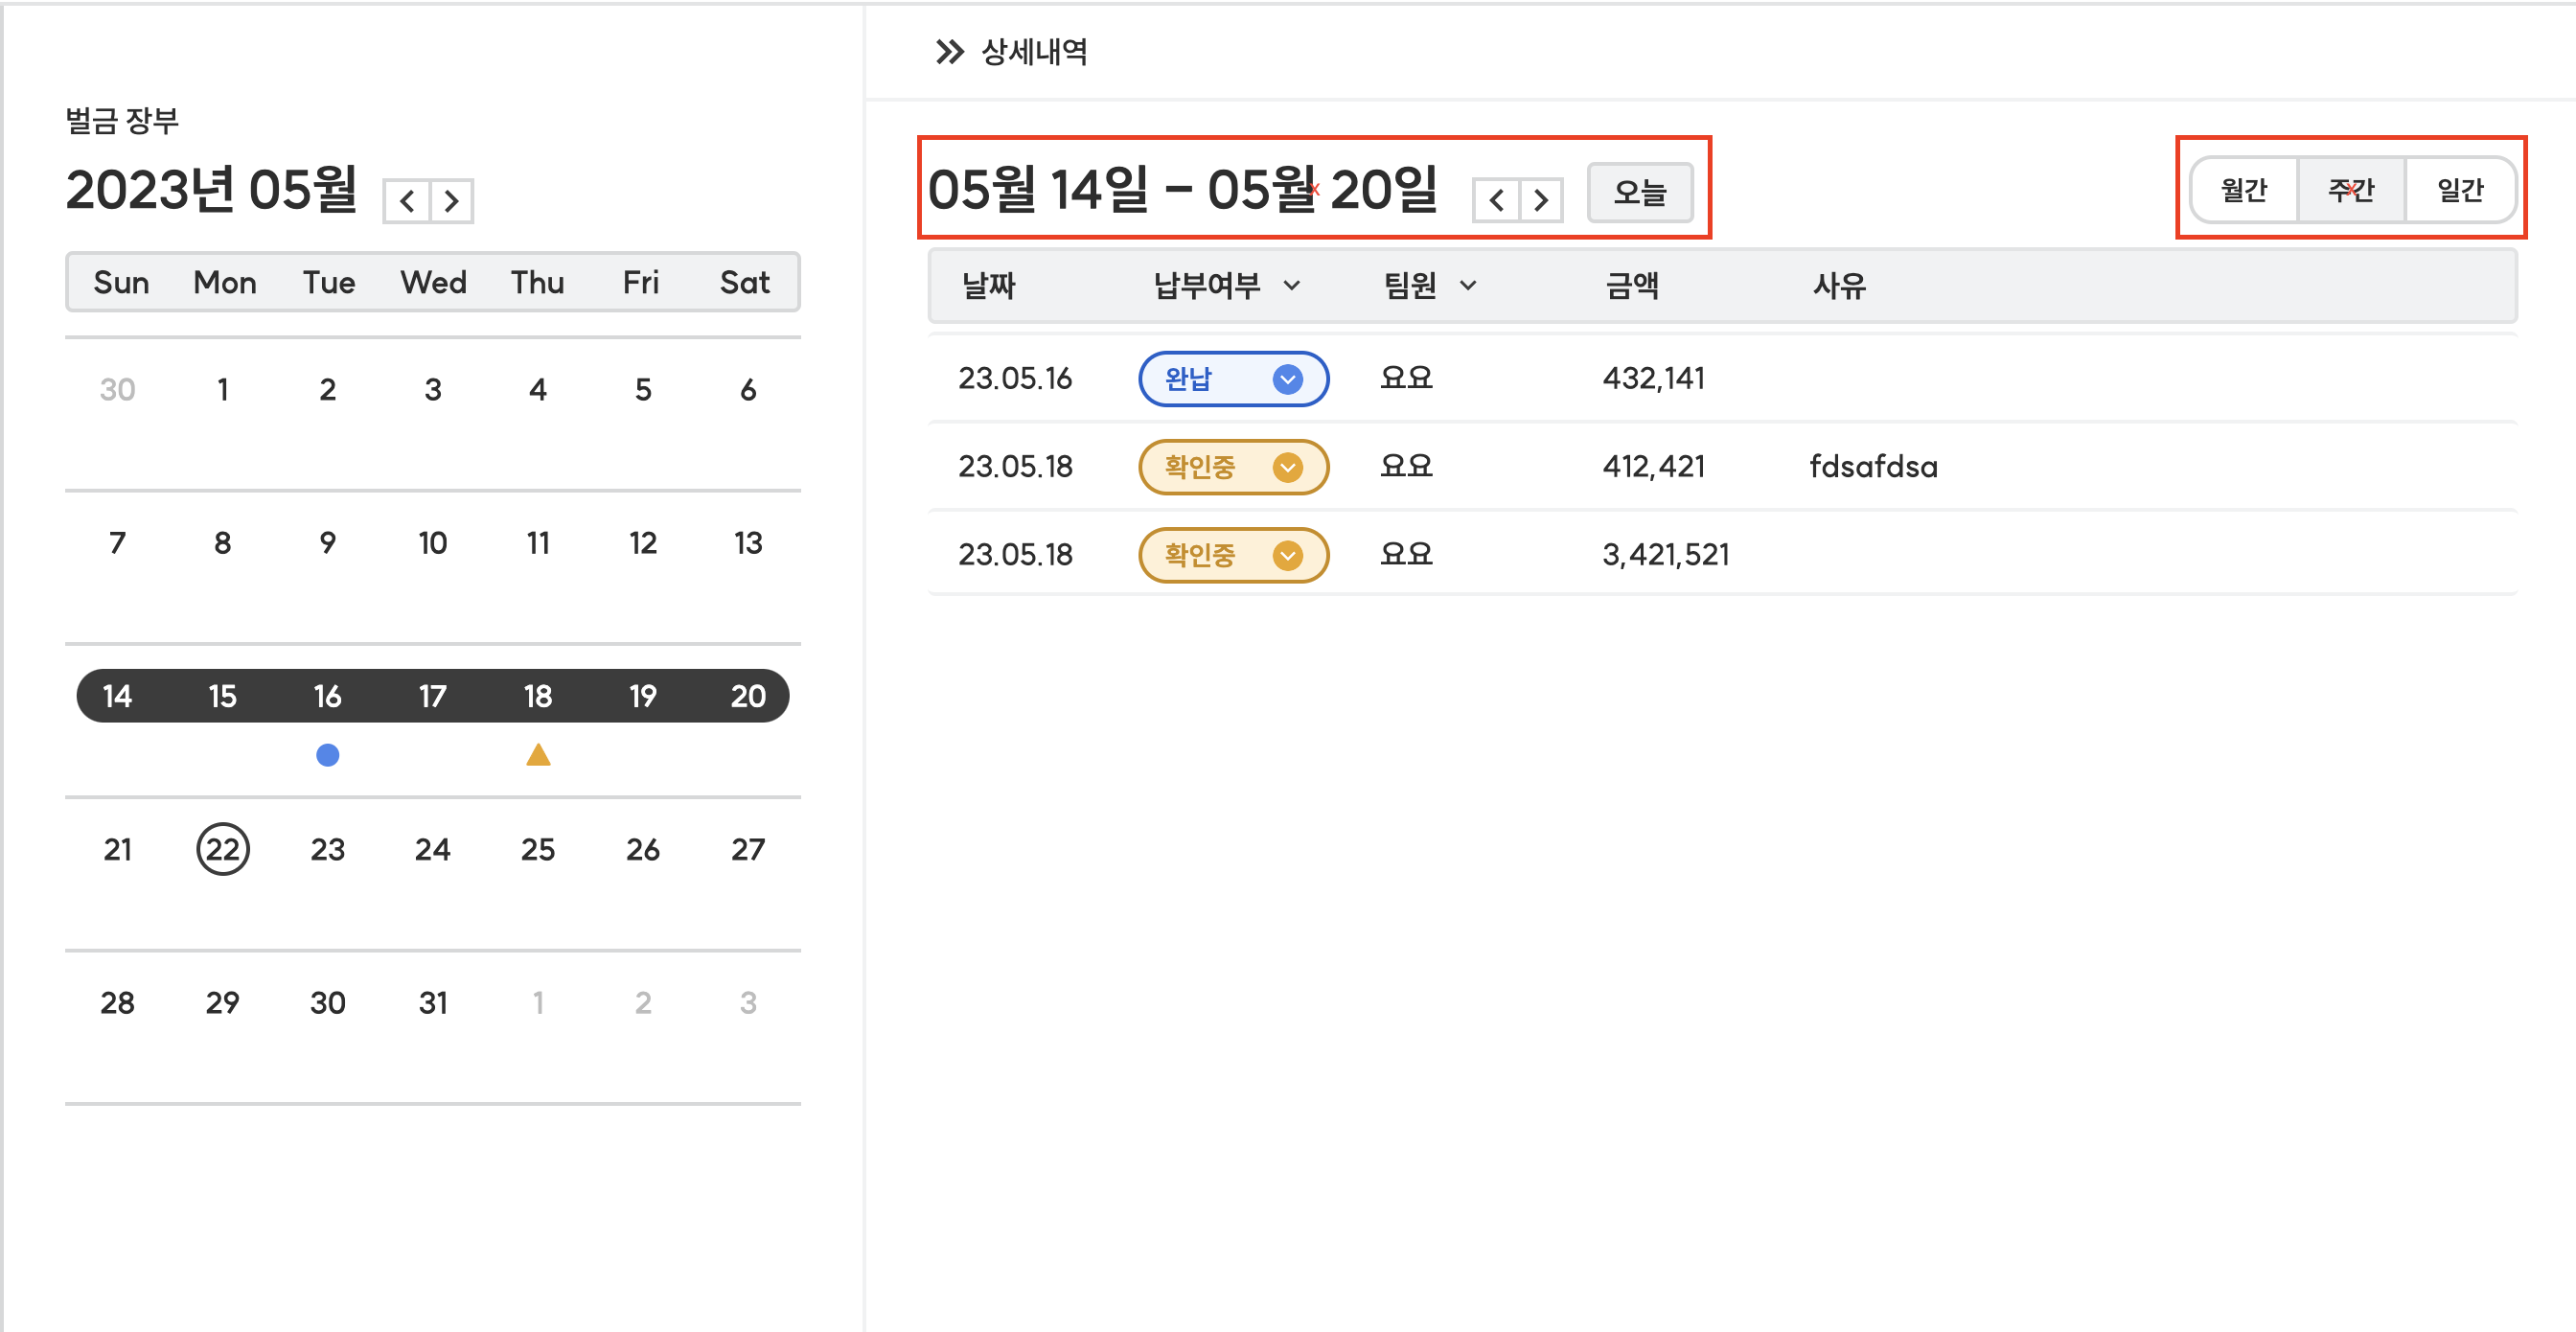 벌금 장부
2023년 05월
Sun Mon Tue Wed Thu Fri Sat
30 1 2 3 4 5 6
7 8 9 10 11 12 13
14 15 16 17 18 19 20
21 22 23 24 25 26 27
28 29 30 31 1 2 3
상세내역
05월 14일 – 05월 20일 오늘 월간 주간 일간
날짜 납부여부 팀원 금액 사유
23.05.16 완납 요요 432,141
23.05.18 확인중 요요 412,421 fdsafdsa
23.05.18 확인중 요요 3,421,521